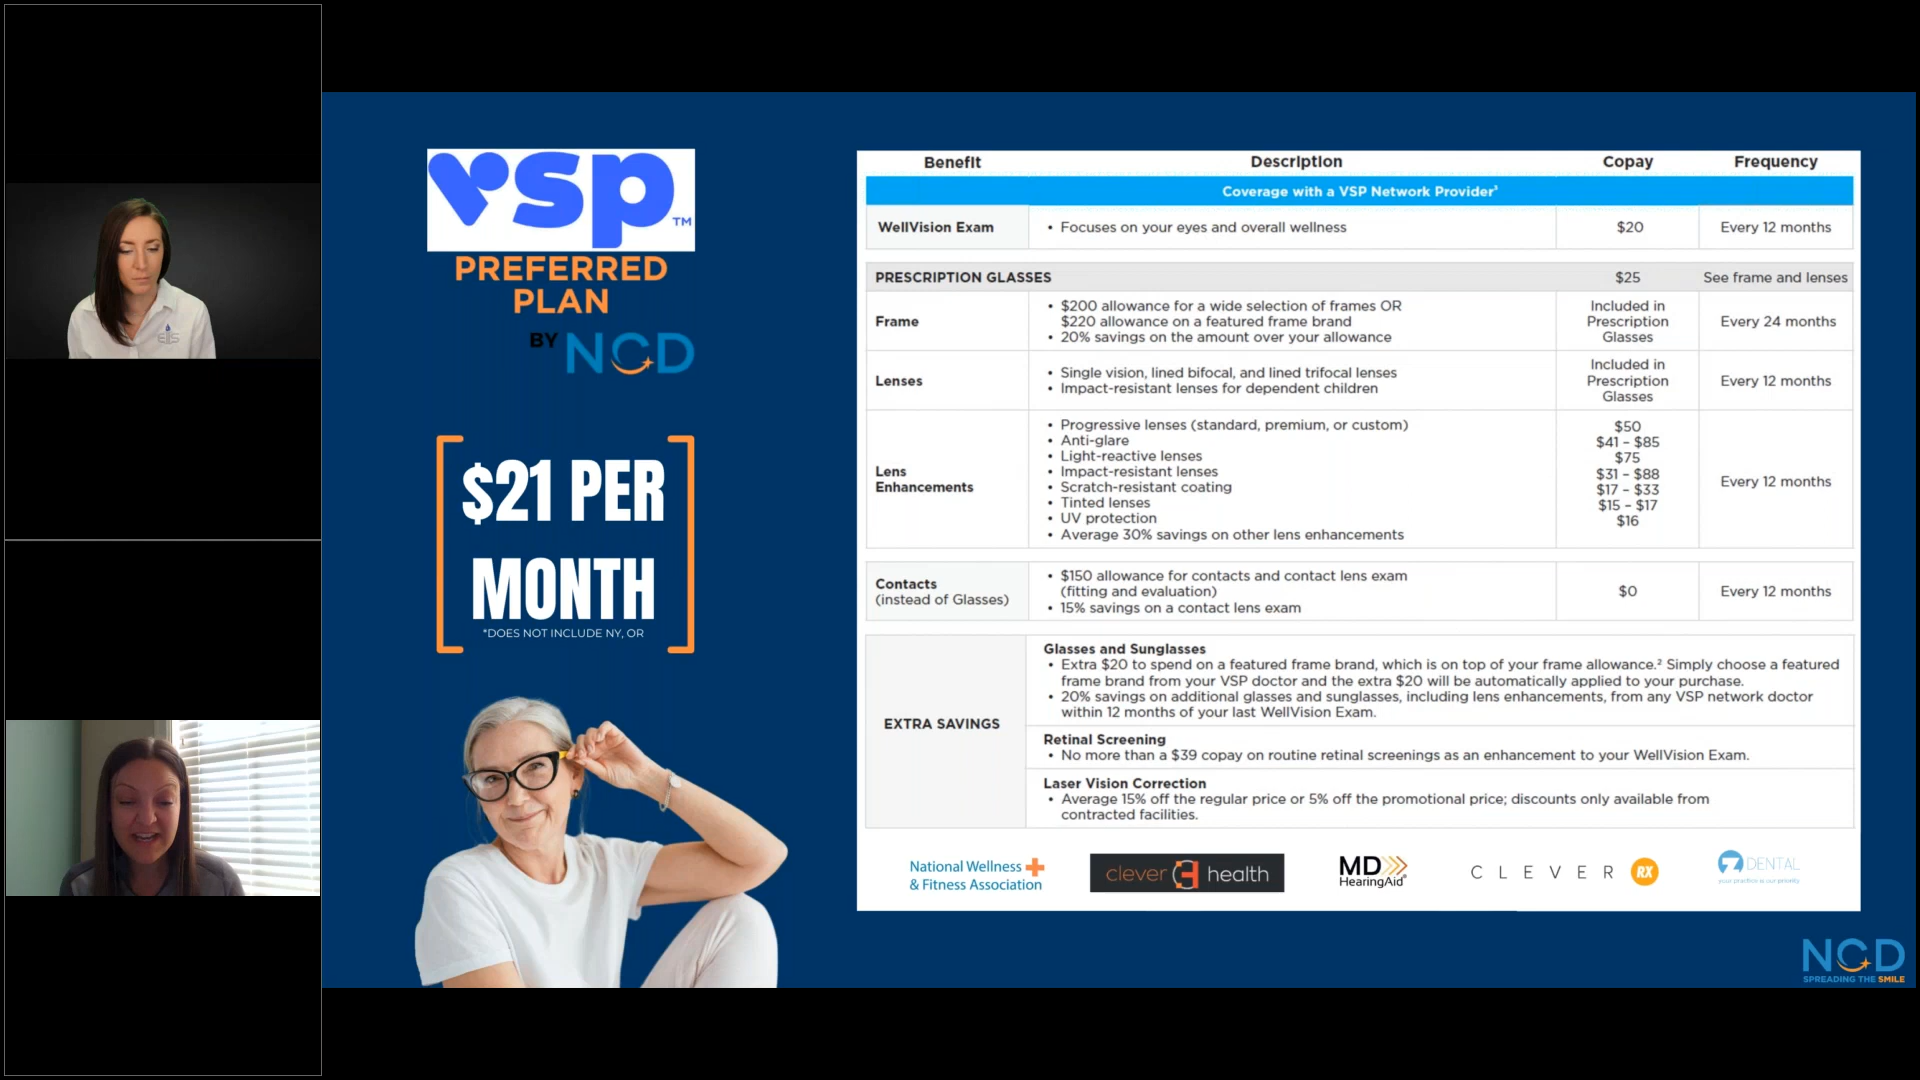 EIS
vsp™
PREFERRED
PLAN
BY NCD
$21 PER
MONTH
*DOES NOT INCLUDE NY, OR
Benefit Description Copay Frequency
Coverage with a VSP Network Provider³
WellVision Exam • Focuses on your eyes and overall wellness $20 Every 12 months
PRESCRIPTION GLASSES $25 See frame and lenses
Frame
• $200 allowance for a wide selection of frames OR
$220 allowance on a featured frame brand
• 20% savings on the amount over your allowance
Included in
Prescription
Glasses
Every 24 months
Lenses
• Single vision, lined bifocal, and lined trifocal lenses
• Impact-resistant lenses for dependent children
Included in
Prescription
Glasses
Every 12 months
Lens
Enhancements
• Progressive lenses (standard, premium, or custom)
• Anti-glare
• Light-reactive lenses
• Impact-resistant lenses
• Scratch-resistant coating
• Tinted lenses
• UV protection
• Average 30% savings on other lens enhancements
$50
$41 – $85
$75
$31 – $88
$17 – $33
$15 – $17
$16
Every 12 months
Contacts
(instead of Glasses)
• $150 allowance for contacts and contact lens exam
(fitting and evaluation)
• 15% savings on a contact lens exam
$0
Every 12 months
EXTRA SAVINGS
Glasses and Sunglasses
• Extra $20 to spend on a featured frame brand, which is on top of your frame allowance.² Simply choose a featured
frame brand from your VSP doctor and the extra $20 will be automatically applied to your purchase.
• 20% savings on additional glasses and sunglasses, including lens enhancements, from any VSP network doctor
within 12 months of your last WellVision Exam.
Retinal Screening
• No more than a $39 copay on routine retinal screenings as an enhancement to your WellVision Exam.
Laser Vision Correction
• Average 15% off the regular price or 5% off the promotional price; discounts only available from
contracted facilities.
National Wellness
& Fitness Association
clever health
MD
HearingAid
CLEVER RX
7 DENTAL
your practice is our priority
NCD
SPREADING THE SMILE